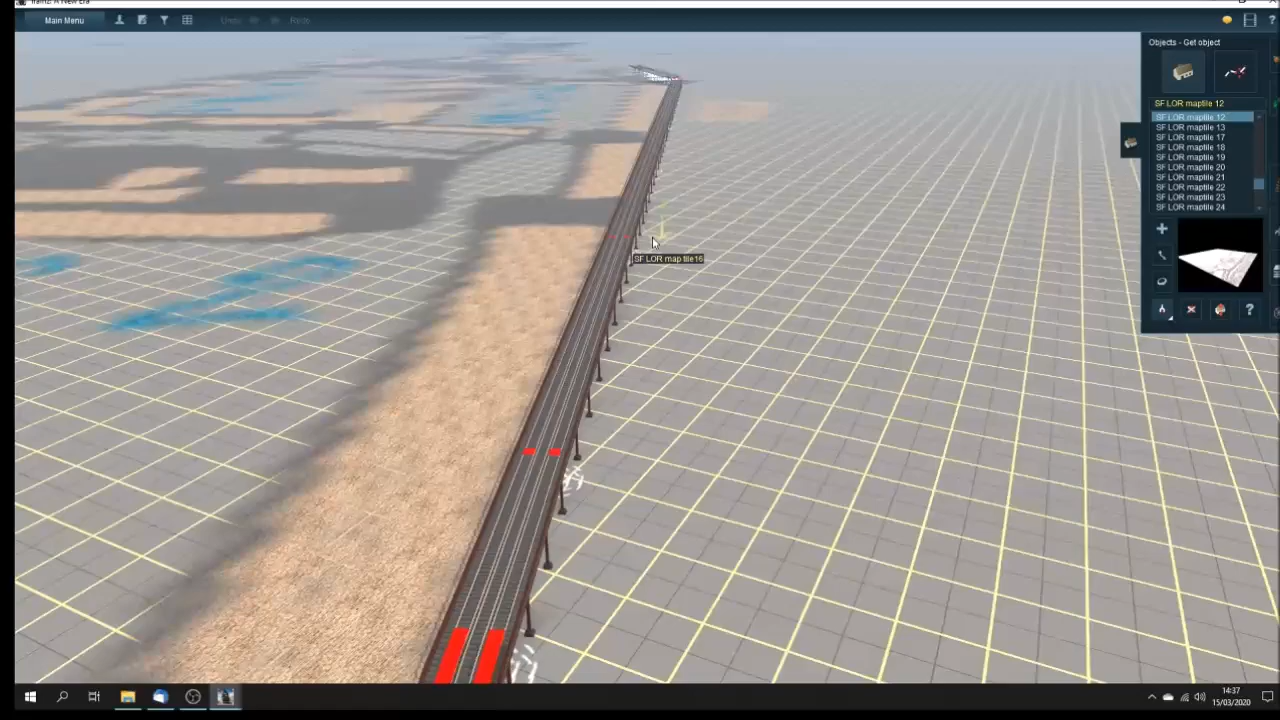 Trainz: A New Era
Main Menu
Undo
Redo
?
Objects - Get object
SF LOR maptile 12
SF LOR maptile 12
SF LOR maptile 13
SF LOR maptile 17
SF LOR maptile 18
SF LOR maptile 19
SF LOR maptile 20
SF LOR maptile 21
SF LOR maptile 22
SF LOR maptile 23
SF LOR maptile 24
?
SF LOR map tile16
14:37
15/03/2020